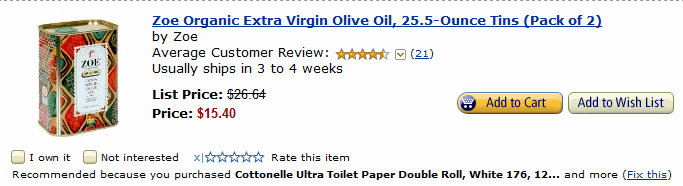 Zoe Organic Extra Virgin Olive Oil, 25.5-Ounce Tins (Pack of 2)
by Zoe
Average Customer Review: (21)
Usually ships in 3 to 4 weeks
List Price: $26.64
Price: $15.40
Add to Cart
Add to Wish List
ZOE
I own it
Not interested
x| Rate this item
Recommended because you purchased Cottonelle Ultra Toilet Paper Double Roll, White 176, 12... and more (Fix this)